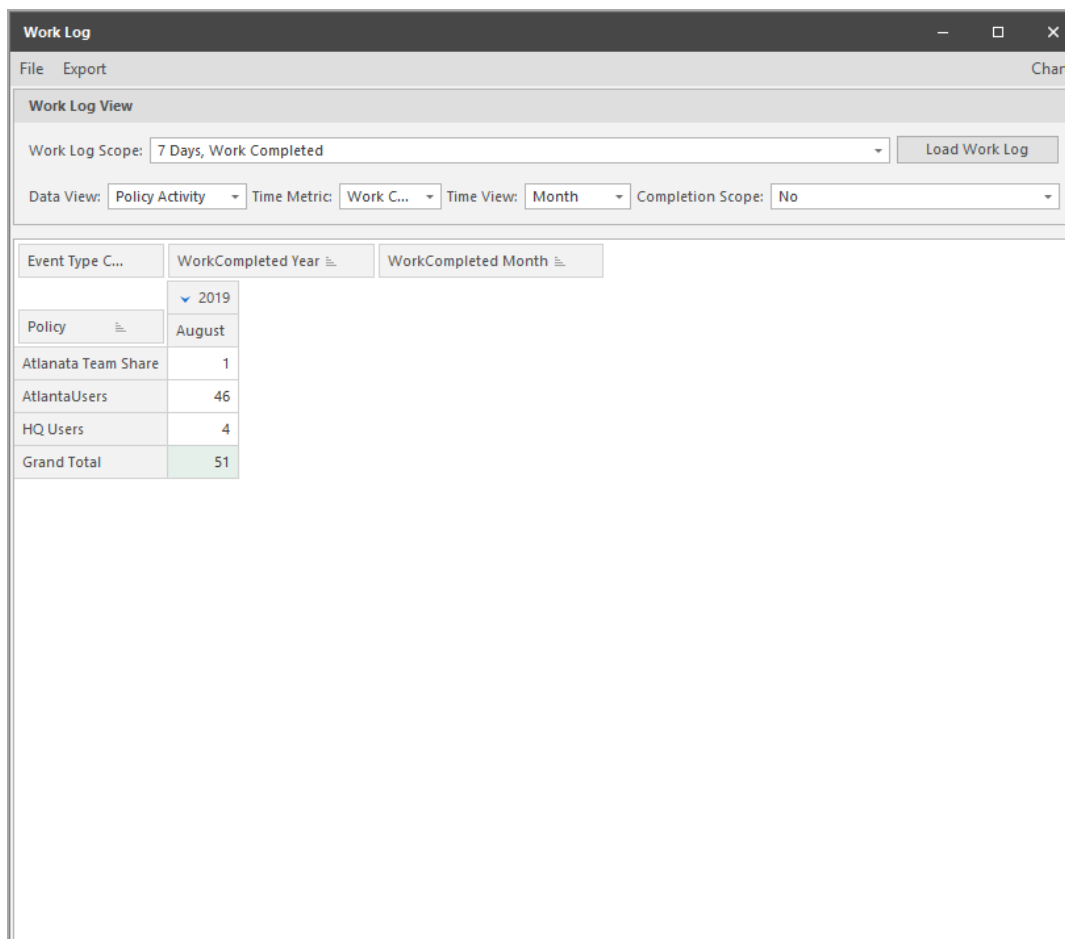 Work Log
File Export Chan
Work Log View
Work Log Scope: 7 Days, Work Completed Load Work Log
Data View: Policy Activity Time Metric: Work C... Time View: Month Completion Scope: No
Event Type C... WorkCompleted Year WorkCompleted Month
2019
Policy August
Atlanata Team Share 1
AtlantaUsers 46
HQ Users 4
Grand Total 51